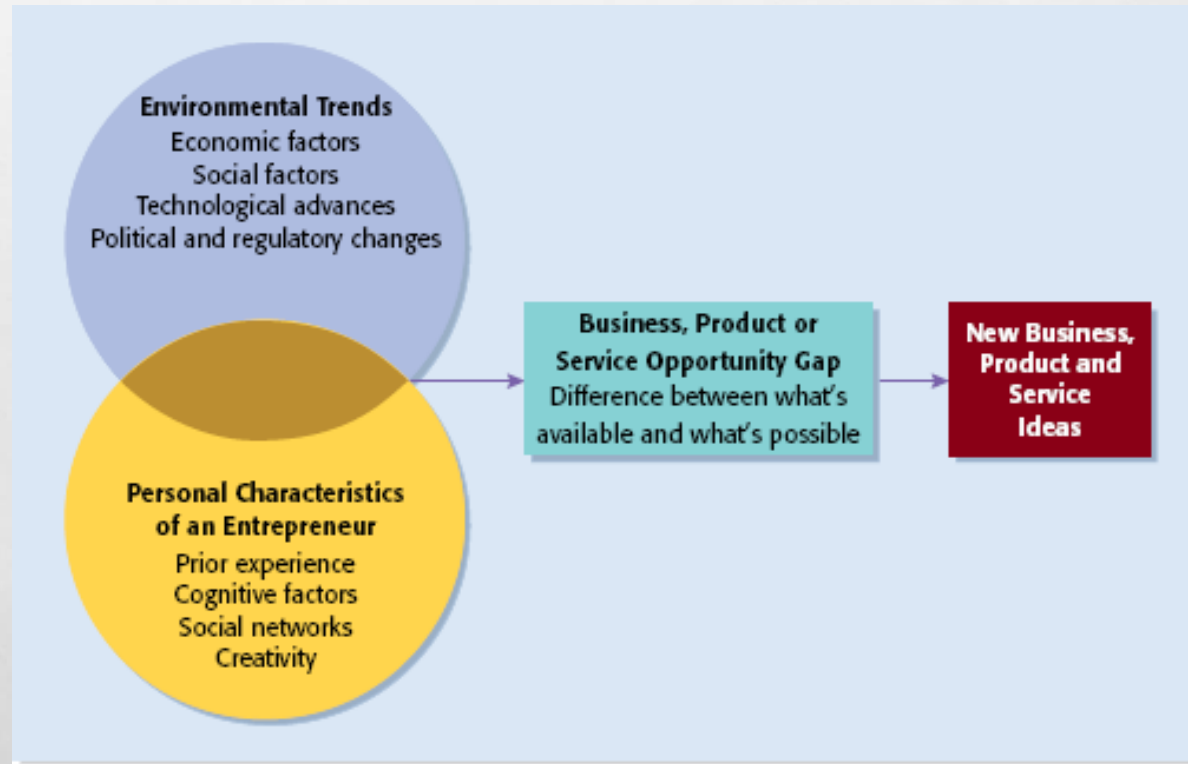 Environmental Trends
Economic factors
Social factors
Technological advances
Political and regulatory changes
Personal Characteristics
of an Entrepreneur
Prior experience
Cognitive factors
Social networks
Creativity
Business, Product or
Service Opportunity Gap
Difference between what's
available and what's possible
New Business,
Product and
Service
Ideas